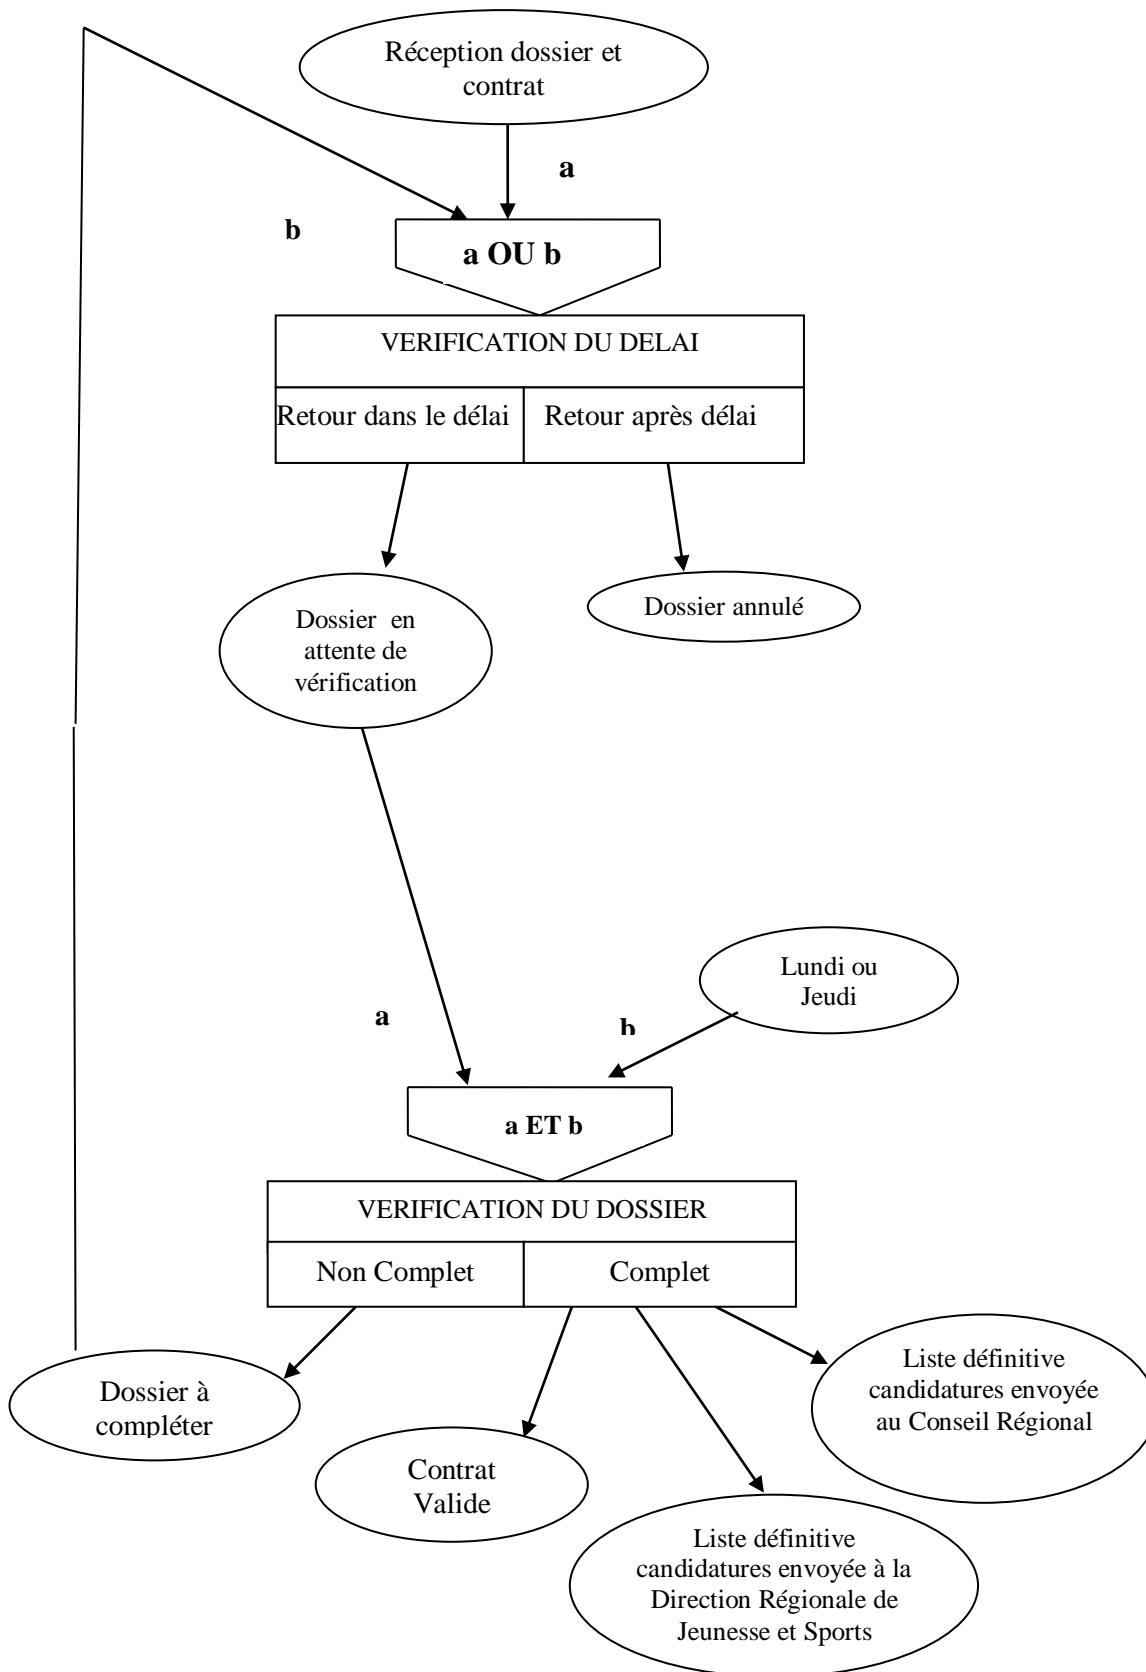 Réception dossier et
contrat
a
b
a OU b
VERIFICATION DU DELAI
Retour dans le délai
Retour après délai
Dossier en
attente de
vérification
Dossier annulé
Lundi ou
Jeudi
a
b
a ET b
VERIFICATION DU DOSSIER
Non Complet
Complet
Dossier à
compléter
Contrat
Valide
Liste définitive
candidatures envoyée
au Conseil Régional
Liste définitive
candidatures envoyée à la
Direction Régionale de
Jeunesse et Sports